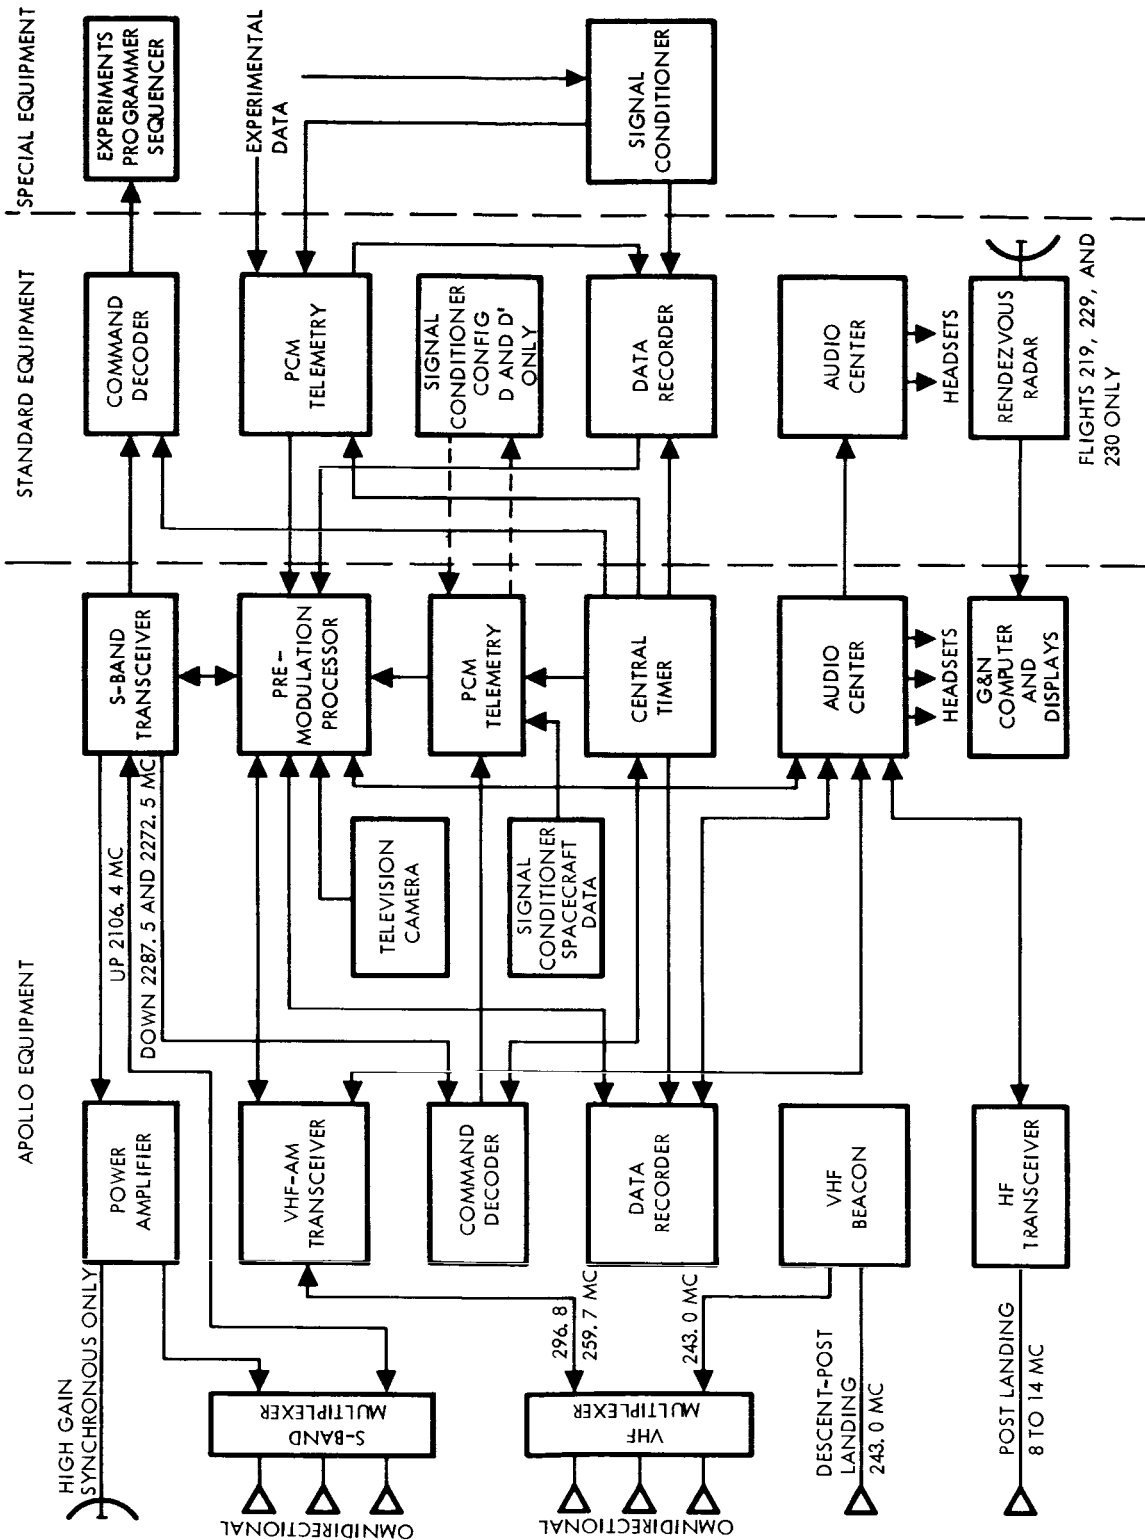 APOLLO EQUIPMENT
STANDARD EQUIPMENT
SPECIAL EQUIPMENT
HIGH GAIN
SYNCHRONOUS ONLY
POWER
AMPLIFIER
UP 2106.4 MC
DOWN 2287.5 AND 2272.5 MC
S-BAND
TRANSCEIVER
COMMAND
DECODER
EXPERIMENTS
PROGRAMMER
SEQUENCER
OMNIDIRECTIONAL
S-BAND
MULTIPLEXER
VHF-AM
TRANSCEIVER
PRE-
MODULATION
PROCESSOR
PCM
TELEMETRY
EXPERIMENTAL
DATA
TELEVISION
CAMERA
COMMAND
DECODER
PCM
TELEMETRY
SIGNAL
CONDITIONER
CONFIG
D AND D'
ONLY
SIGNAL
CONDITIONER
SPACECRAFT
DATA
OMNIDIRECTIONAL
VHF
MULTIPLEXER
296.8
259.7 MC
243.0 MC
DATA
RECORDER
CENTRAL
TIMER
DATA
RECORDER
SIGNAL
CONDITIONER
DESCENT-POST
LANDING
243.0 MC
VHF
BEACON
AUDIO
CENTER
HEADSETS
AUDIO
CENTER
HEADSETS
POST LANDING
8 TO 14 MC
HF
TRANSCEIVER
G&N
COMPUTER
AND
DISPLAYS
RENDEZVOUS
RADAR
FLIGHTS 219, 229, AND
230 ONLY